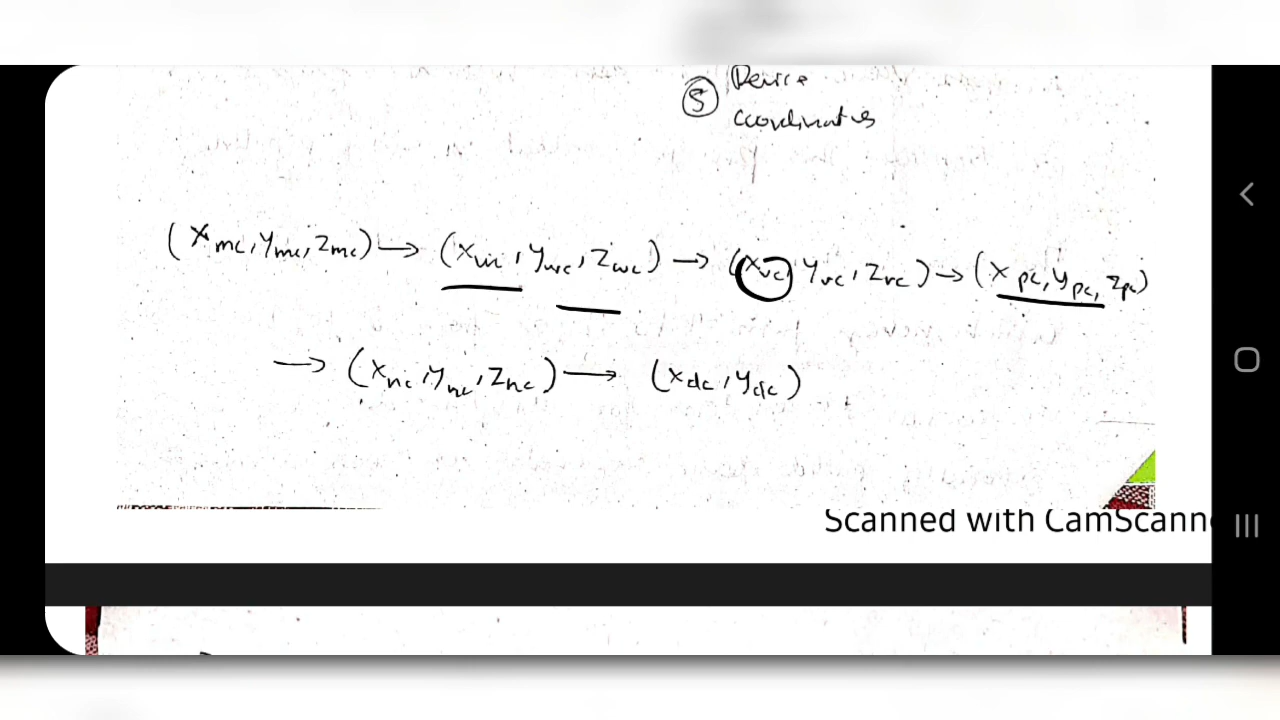 ⑤ Device
coordinates
(xmc, ymc, zmc) → (xwc, ywc, zwc) → (xvc, yvc, zvc) → (xpc, ypc, zpc)
→ (xnc, ync, znc) → (xdc, ydc)
Scanned with CamScann